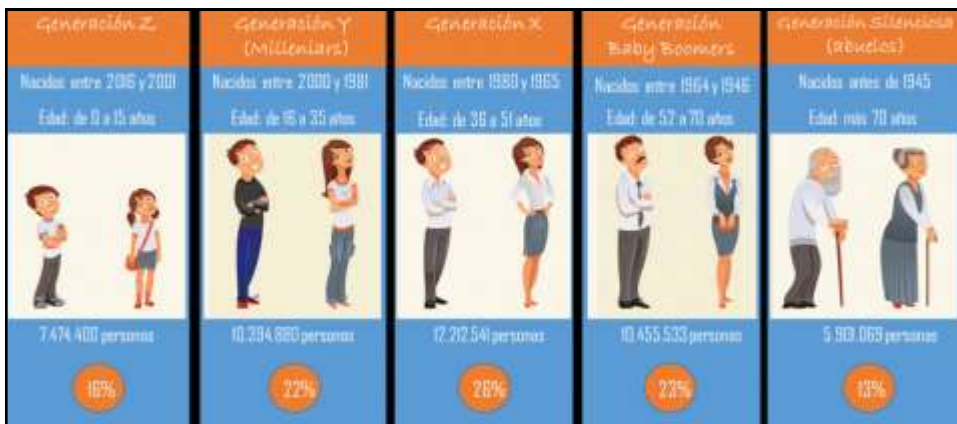 Generación Z
Nacidos entre 2016 y 2001
Edad: de 0 a 15 años
7.474.400 personas
16%
Generación Y
(Milleniars)
Nacidos entre 2000 y 1981
Edad: de 16 a 35 años
10.394.880 personas
22%
Generación X
Nacidos entre 1980 y 1965
Edad: de 36 a 51 años
12.212.541 personas
26%
Generación
Baby Boomers
Nacidos entre 1964 y 1946
Edad: de 52 a 70 años
10.455.533 personas
23%
Generación Silenciosa
(abuelos)
Nacidos antes de 1945
Edad: más 70 años
5.901.069 personas
13%